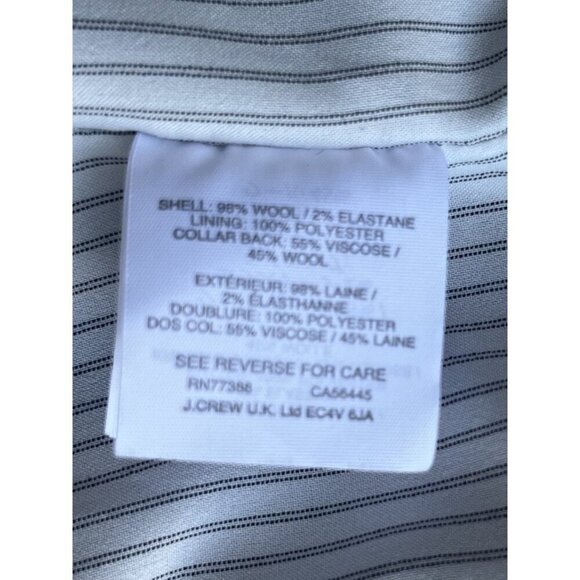 SHELL: 98% WOOL / 2% ELASTANE
LINING: 100% POLYESTER
COLLAR BACK: 55% VISCOSE /
45% WOOL
EXTÉRIEUR: 98% LAINE /
2% ÉLASTHANNE
DOUBLURE: 100% POLYESTER
DOS COL: 55% VISCOSE / 45% LAINE
SEE REVERSE FOR CARE
RN77388 CA56445
J.CREW U.K. Ltd EC4V 6JA